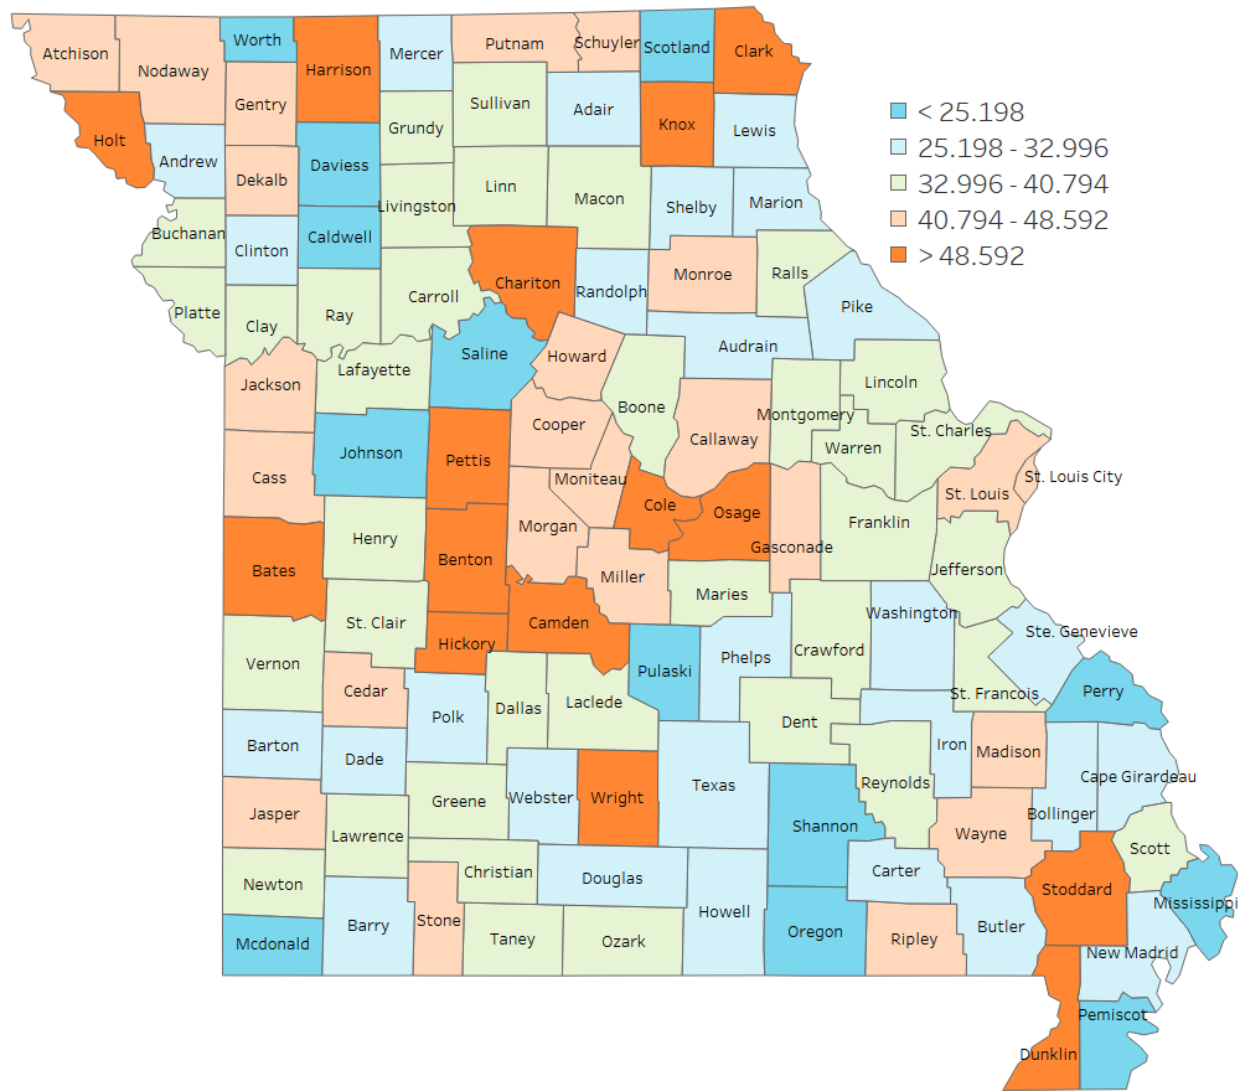 Atchison
Nodaway
Worth
Harrison
Mercer
Putnam
Schuyler
Scotland
Clark
Gentry
Sullivan
Adair
Knox
Lewis
Holt
Andrew
Grundy
Dekalb
Daviess
Linn
Macon
Shelby
Marion
Livingston
Buchanan
Clinton
Caldwell
Chariton
Randolph
Monroe
Ralls
Platte
Clay
Ray
Carroll
Pike
Audrain
Saline
Howard
Jackson
Lafayette
Boone
Lincoln
Cooper
Callaway
Montgomery
Warren
St. Charles
Johnson
Pettis
Cass
Moniteau
St. Louis
St. Louis City
Cole
Osage
Morgan
Franklin
Henry
Gasconade
Bates
Benton
Miller
Jefferson
Maries
Washington
St. Clair
Camden
Hickory
Ste. Genevieve
Vernon
Pulaski
Phelps
Crawford
St. Francois
Perry
Cedar
Polk
Dallas
Laclede
Dent
Barton
Dade
Iron
Madison
Cape Girardeau
Greene
Webster
Wright
Texas
Reynolds
Bollinger
Jasper
Lawrence
Shannon
Wayne
Scott
Newton
Christian
Douglas
Carter
Stoddard
Mississippi
Mcdonald
Barry
Stone
Taney
Ozark
Howell
Oregon
Ripley
Butler
New Madrid
Pemiscot
Dunklin
< 25.198
25.198 - 32.996
32.996 - 40.794
40.794 - 48.592
> 48.592